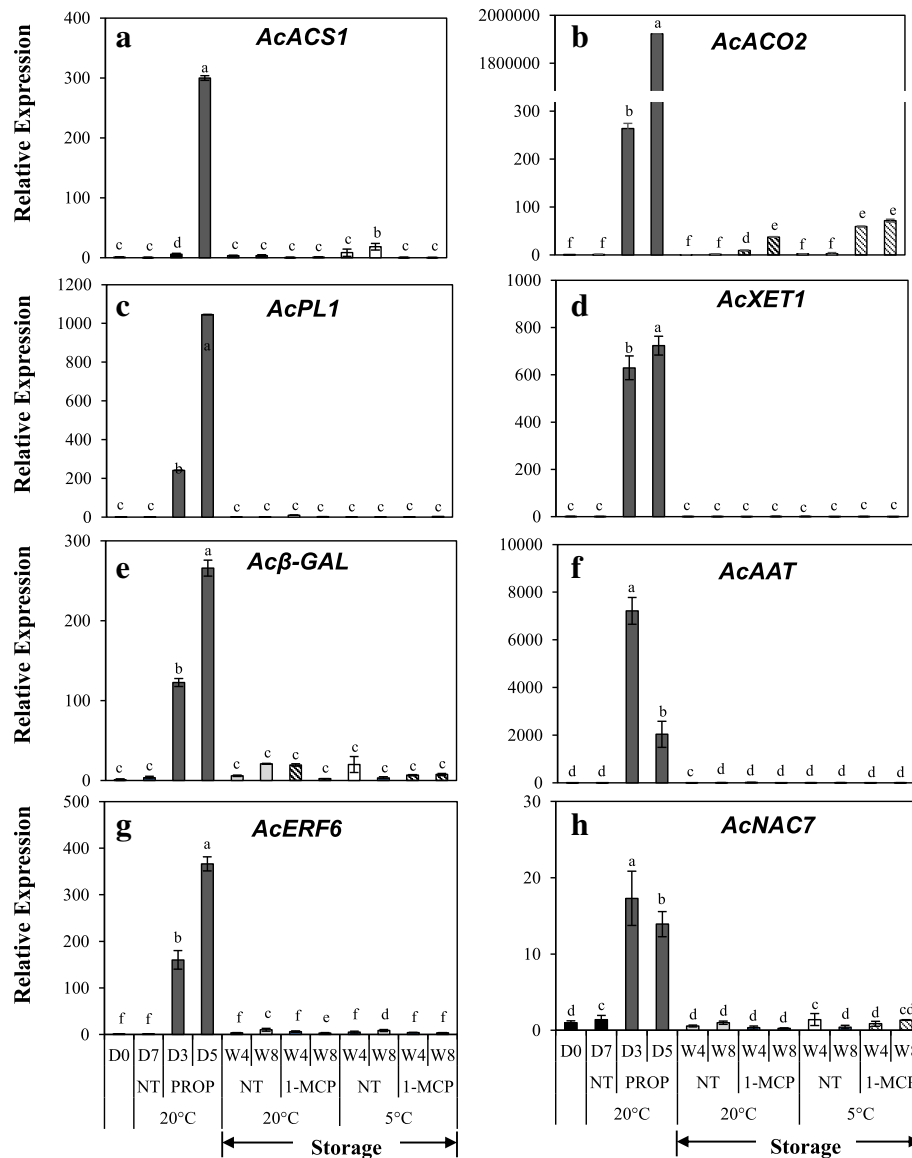 a AcACS1
Relative Expression
400
300
200
100
0
c c d a c c c c c b c c
b AcACO2
2000000
1800000
300
200
100
0
f f b a f f d e f f e e
c AcPL1
Relative Expression
1200
1000
800
600
400
200
0
c c b a c c c c c c c c
d AcXET1
1000
800
600
400
200
0
c c b a c c c c c c c c
e Acβ-GAL
Relative Expression
300
200
100
0
c c b a c c c c c c c c
f AcAAT
10000
8000
6000
4000
2000
0
d d a b c d d d d d d d
g AcERF6
Relative Expression
500
400
300
200
100
0
f f b a f c f e f d f f
h AcNAC7
30
20
10
0
d c a b d d d d c d d cd
D0 D7 D3 D5 W4 W8 W4 W8 W4 W8 W4 W8
NT PROP NT 1-MCP NT 1-MCP
20°C 20°C 5°C
Storage
D0 D7 D3 D5 W4 W8 W4 W8 W4 W8 W4 W8
NT PROP NT 1-MCP NT 1-MCP
20°C 20°C 5°C
Storage